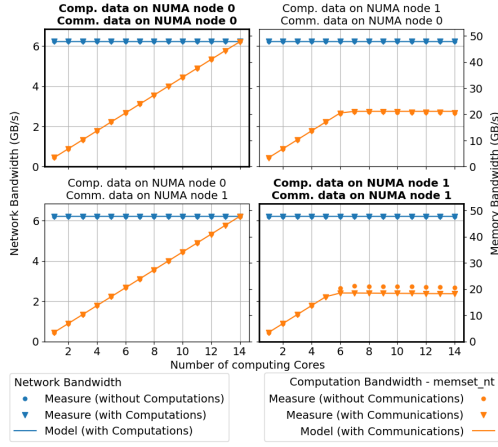 Comp. data on NUMA node 0
Comm. data on NUMA node 0
Comp. data on NUMA node 1
Comm. data on NUMA node 0
6
4
2
0
50
40
30
20
10
0
Network Bandwidth (GB/s)
Memory Bandwidth (GB/s)
Comp. data on NUMA node 0
Comm. data on NUMA node 1
Comp. data on NUMA node 1
Comm. data on NUMA node 1
6
4
2
0
50
40
30
20
10
0
2 4 6 8 10 12 14
2 4 6 8 10 12 14
Number of computing Cores
Network Bandwidth
Measure (without Computations)
Measure (with Computations)
Model (with Computations)
Computation Bandwidth - memset_nt
Measure (without Communications)
Measure (with Communications)
Model (with Communications)